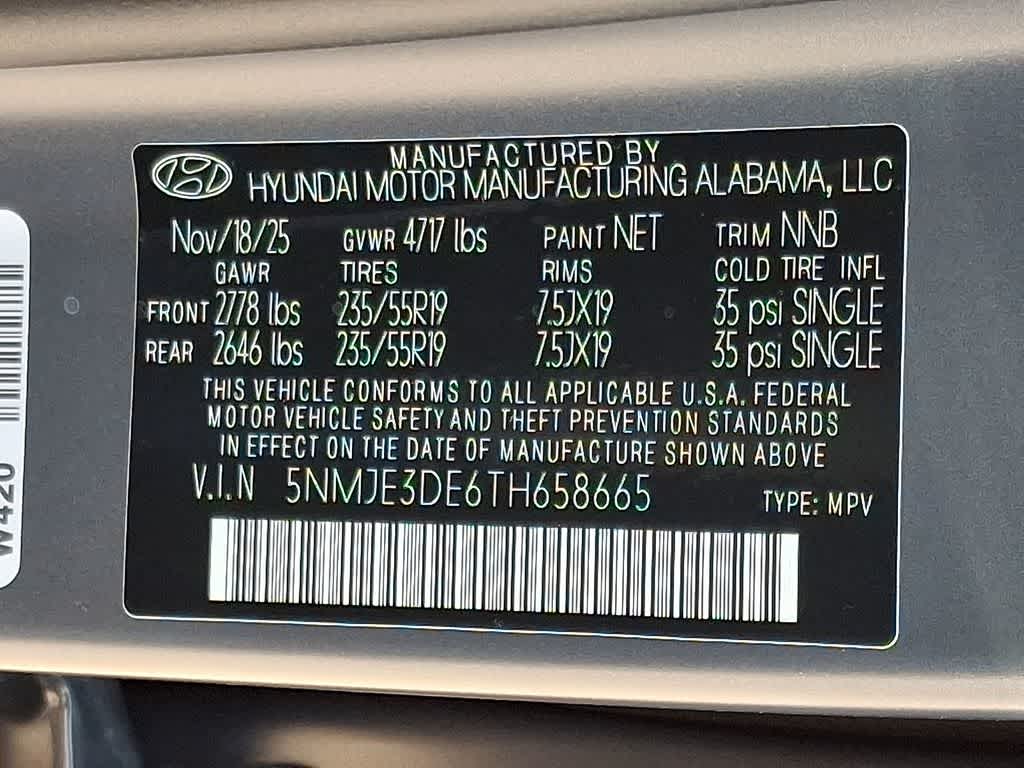 MANUFACTURED BY
HYUNDAI MOTOR MANUFACTURING ALABAMA, LLC
Nov/18/25 GVWR 4717 lbs PAINT NET TRIM NNB
GAWR TIRES RIMS COLD TIRE INFL
FRONT 2778 lbs 235/55R19 7.5JX19 35 psi SINGLE
REAR 2646 lbs 235/55R19 7.5JX19 35 psi SINGLE
THIS VEHICLE CONFORMS TO ALL APPLICABLE U.S.A. FEDERAL
MOTOR VEHICLE SAFETY AND THEFT PREVENTION STANDARDS
IN EFFECT ON THE DATE OF MANUFACTURE SHOWN ABOVE
V.I.N 5NMJE3DE6TH658665 TYPE: MPV
W420